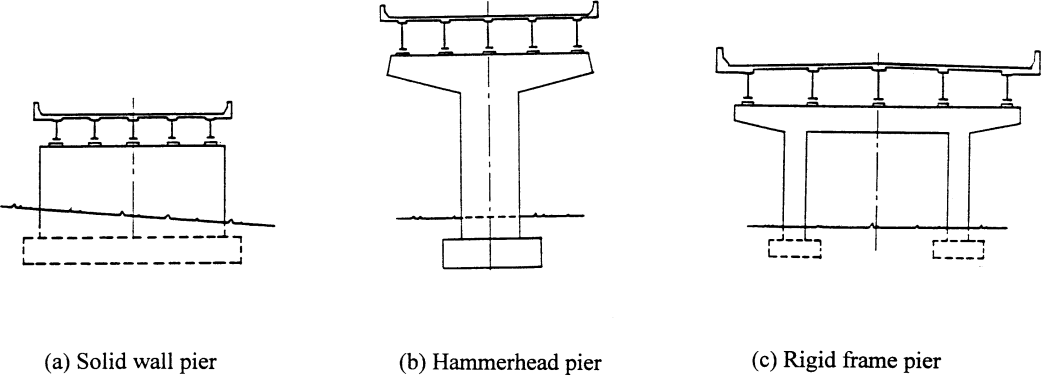 (a) Solid wall pier
(b) Hammerhead pier
(c) Rigid frame pier